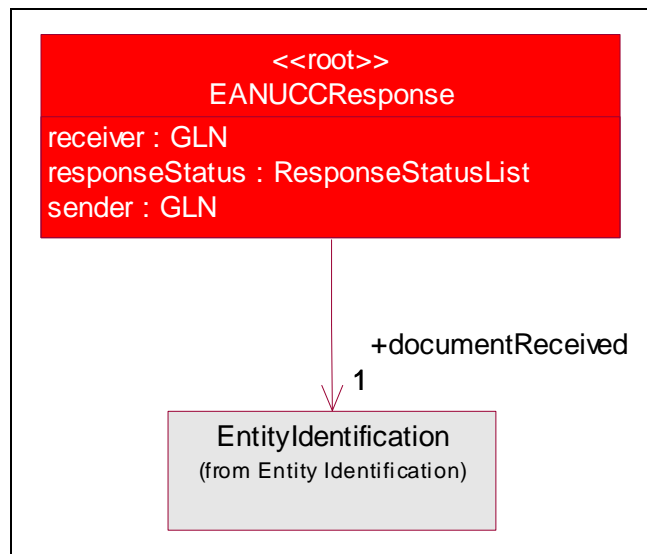 <<root>>
EANUCCResponse
receiver : GLN
responseStatus : ResponseStatusList
sender : GLN
+documentReceived
1
EntityIdentification
(from Entity Identification)